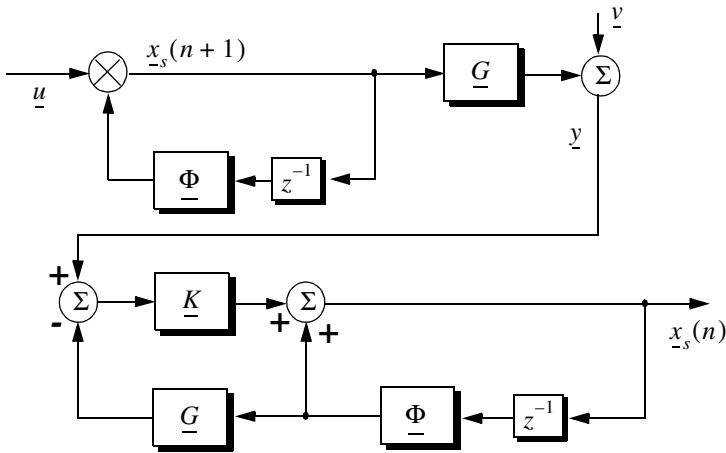 v
x_s(n + 1)
G
Σ
u
y
Φ
z^{-1}
+
Σ
K
Σ
-
+
+
x_s(n)
G
Φ
z^{-1}